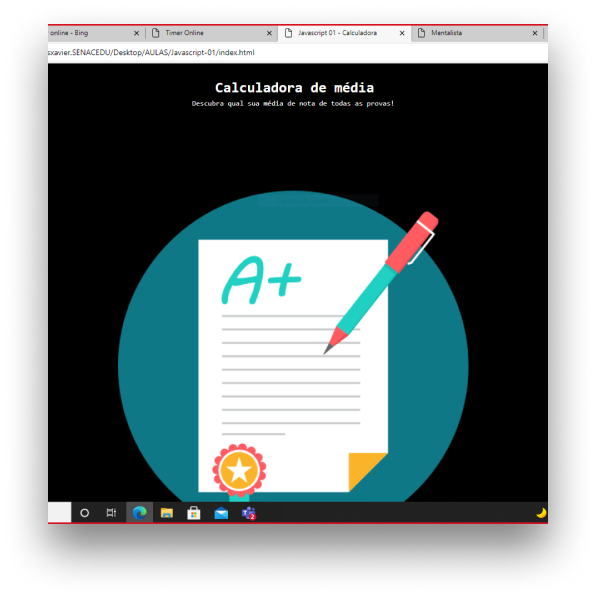 online - Bing
Timer Online
Javascript 01 - Calculadora
Mentalista
sxavier.SENACEDU/Desktop/AULAS/Javascript-01/index.html
Calculadora de média
Descubra qual sua média de nota de todas as provas!
A+
T
2